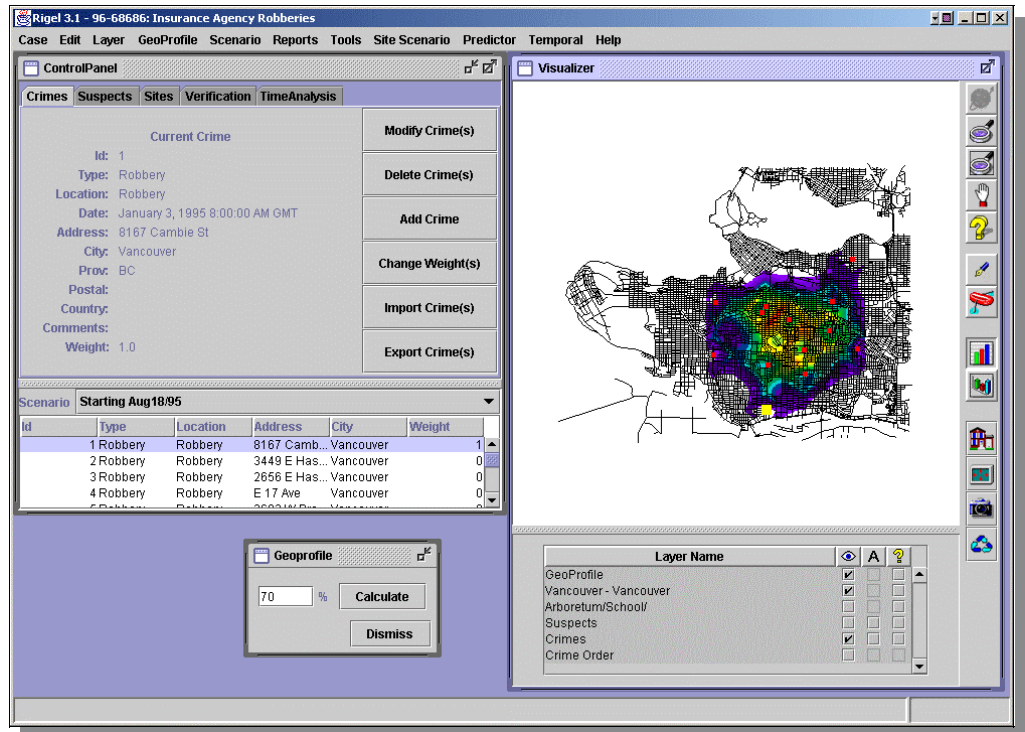 Rigel 3.1 - 96-68686: Insurance Agency Robberies
Case Edit Layer GeoProfile Scenario Reports Tools Site Scenario Predictor Temporal Help
ControlPanel
Crimes Suspects Sites Verification TimeAnalysis
Current Crime
Id: 1
Type: Robbery
Location: Robbery
Date: January 3, 1995 8:00:00 AM GMT
Address: 8167 Cambie St
City: Vancouver
Prov: BC
Postal:
Country:
Comments:
Weight: 1.0
Modify Crime(s)
Delete Crime(s)
Add Crime
Change Weight(s)
Import Crime(s)
Export Crime(s)
Scenario Starting Aug18/95
Id Type Location Address City Weight
1 Robbery Robbery 8167 Camb... Vancouver 1
2 Robbery Robbery 3449 E Has... Vancouver 0
3 Robbery Robbery 2656 E Has... Vancouver 0
4 Robbery Robbery E 17 Ave Vancouver 0
Geoprofile
70 % Calculate
Dismiss
Visualizer
Layer Name A ?
GeoProfile
Vancouver - Vancouver
Arboretum/School/
Suspects
Crimes
Crime Order